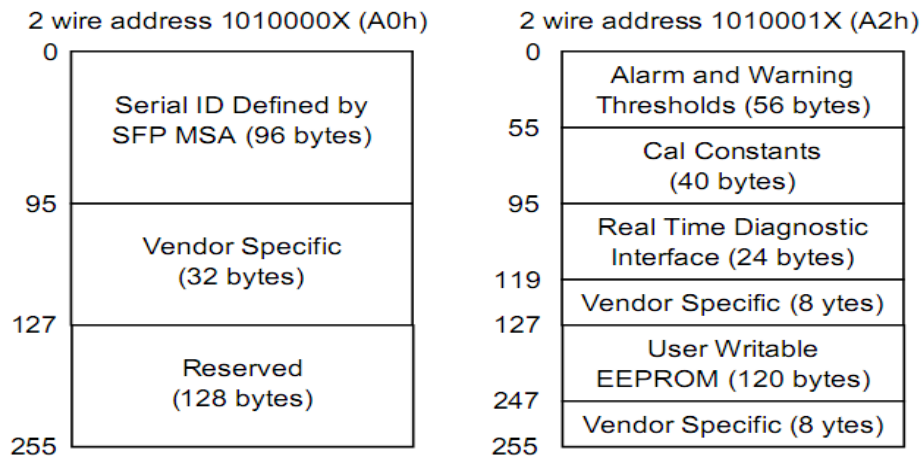 2 wire address 1010000X (A0h)
0
Serial ID Defined by
SFP MSA (96 bytes)
95
Vendor Specific
(32 bytes)
127
Reserved
(128 bytes)
255
2 wire address 1010001X (A2h)
0
Alarm and Warning
Thresholds (56 bytes)
55
Cal Constants
(40 bytes)
95
Real Time Diagnostic
Interface (24 bytes)
119
Vendor Specific (8 ytes)
127
User Writable
EEPROM (120 bytes)
247
Vendor Specific (8 ytes)
255